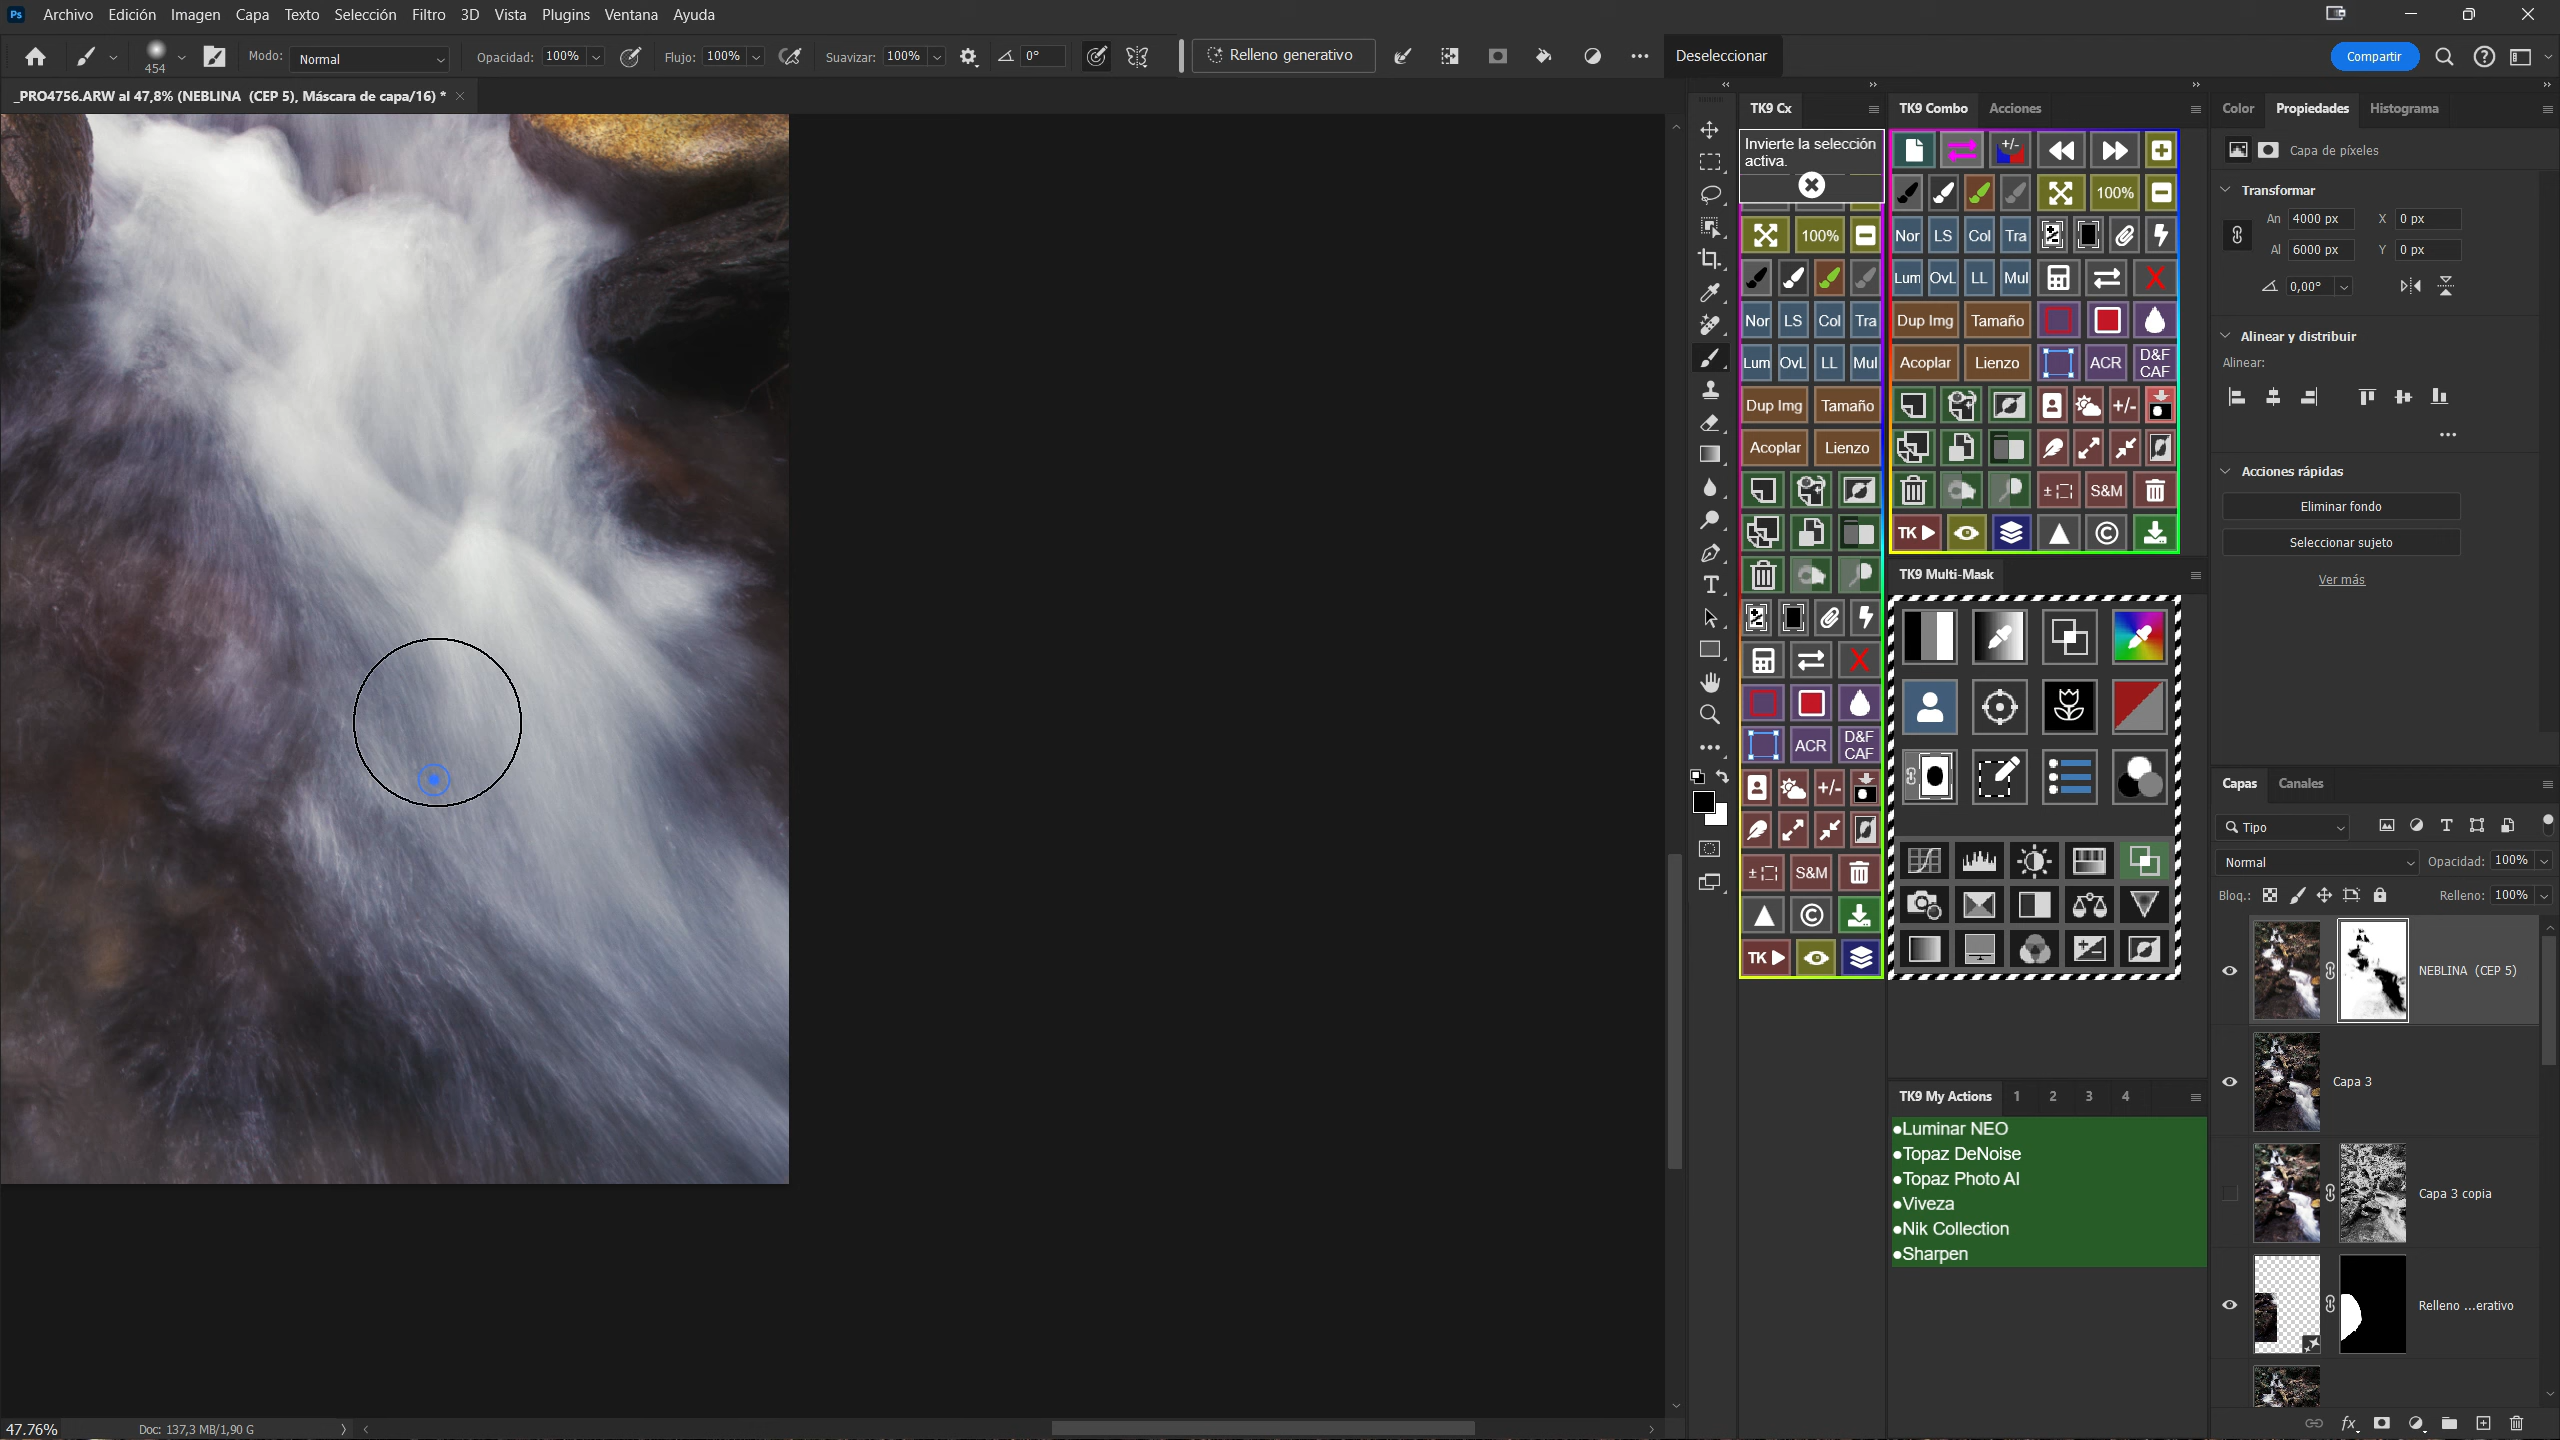 Ps Archivo Edición Imagen Capa Texto Selección Filtro 3D Vista Plugins Ventana Ayuda
454 Modo: Normal Opacidad: 100% Flujo: 100% Suavizar: 100% 0° Relleno generativo Deseleccionar Compartir
_PRO4756.ARW al 47,8% (NEBLINA (CEP 5), Máscara de capa/16) *
TK9 Cx
Invierte la selección
activa.
100%
Nor LS Col Tra
Lum OvL LL Mul
Dup Img Tamaño
Acoplar Lienzo
X
ACR D&F
CAF
+/-
S&M
TK
TK9 Combo Acciones
+/-
100%
Nor LS Col Tra
Lum OvL LL Mul X
Dup Img Tamaño
Acoplar Lienzo ACR D&F
CAF
+/-
S&M
TK
TK9 Multi-Mask
TK9 My Actions 1 2 3 4
●Luminar NEO
●Topaz DeNoise
●Topaz Photo AI
●Viveza
●Nik Collection
●Sharpen
Color Propiedades Histograma
Capa de píxeles
Transformar
An 4000 px X 0 px
Al 6000 px Y 0 px
0,00°
Alinear y distribuir
Alinear:
Acciones rápidas
Eliminar fondo
Seleccionar sujeto
Ver más
Capas Canales
Tipo
Normal Opacidad: 100%
Bloq.: Relleno: 100%
NEBLINA (CEP 5)
Capa 3
Capa 3 copia
Relleno ...erativo
fx
47.76% Doc: 137,3 MB/1,90 G